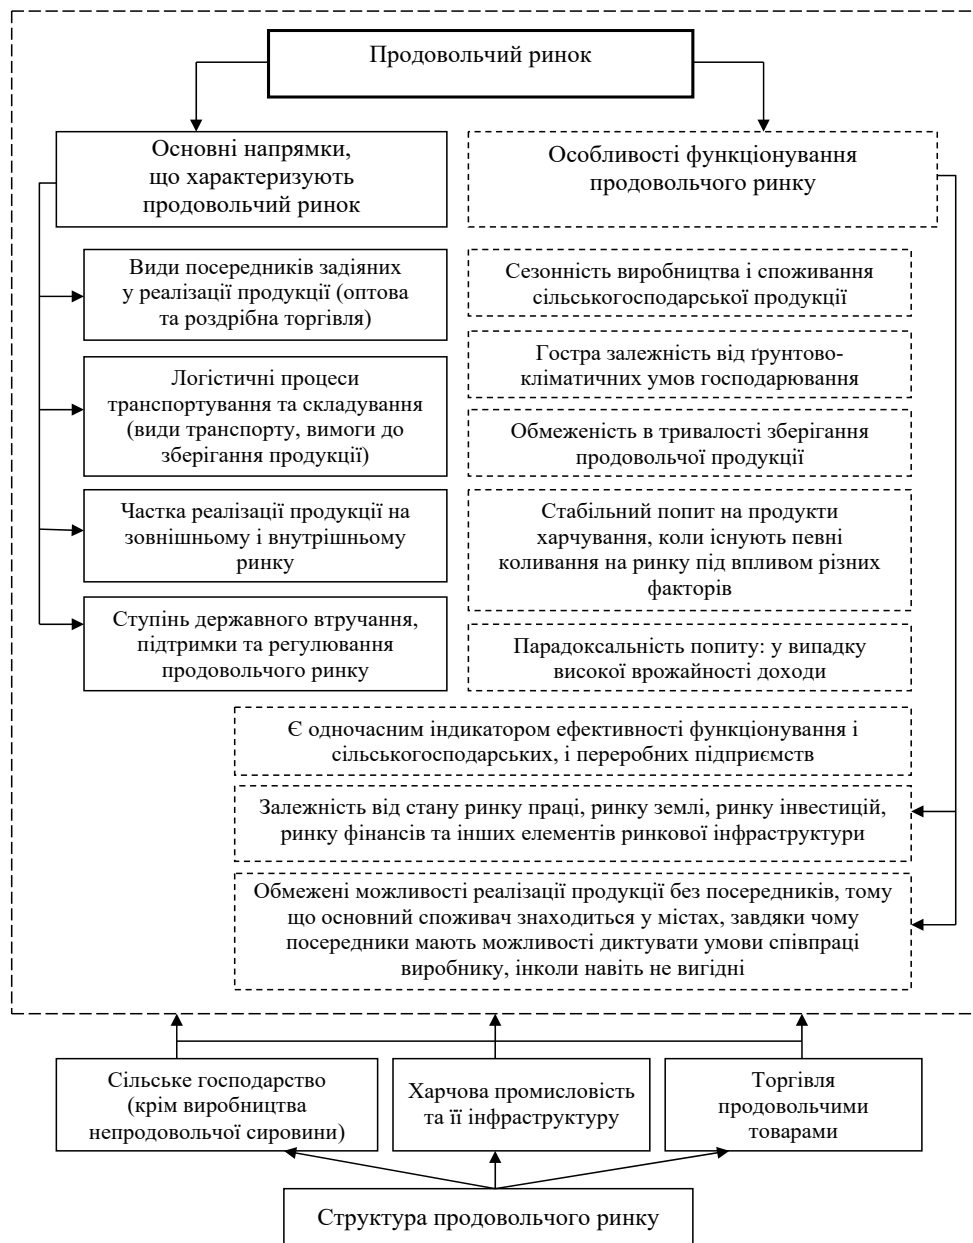 Продовольчий ринок
Основні напрямки,
що характеризують
продовольчий ринок
Особливості функціонування
продовольчого ринку
Види посередників задіяних
у реалізації продукції (оптова
та роздрібна торгівля)
Логістичні процеси
транспортування та складування
(види транспорту, вимоги до
зберігання продукції)
Частка реалізації продукції на
зовнішньому і внутрішньому
ринку
Ступінь державного втручання,
підтримки та регулювання
продовольчого ринку
Сезонність виробництва і споживання
сільськогосподарської продукції
Гостра залежність від ґрунтово-
кліматичних умов господарювання
Обмеженість в тривалості зберігання
продовольчої продукції
Стабільний попит на продукти
харчування, коли існують певні
коливання на ринку під впливом різних
факторів
Парадоксальність попиту: у випадку
високої врожайності доходи
Є одночасним індикатором ефективності функціонування і
сільськогосподарських, і переробних підприємств
Залежність від стану ринку праці, ринку землі, ринку інвестицій,
ринку фінансів та інших елементів ринкової інфраструктури
Обмежені можливості реалізації продукції без посередників, тому
що основний споживач знаходиться у містах, завдяки чому
посередники мають можливості диктувати умови співпраці
виробнику, інколи навіть не вигідні
Сільське господарство
(крім виробництва
непродовольчої сировини)
Харчова промисловість
та її інфраструктуру
Торгівля
продовольчими
товарами
Структура продовольчого ринку